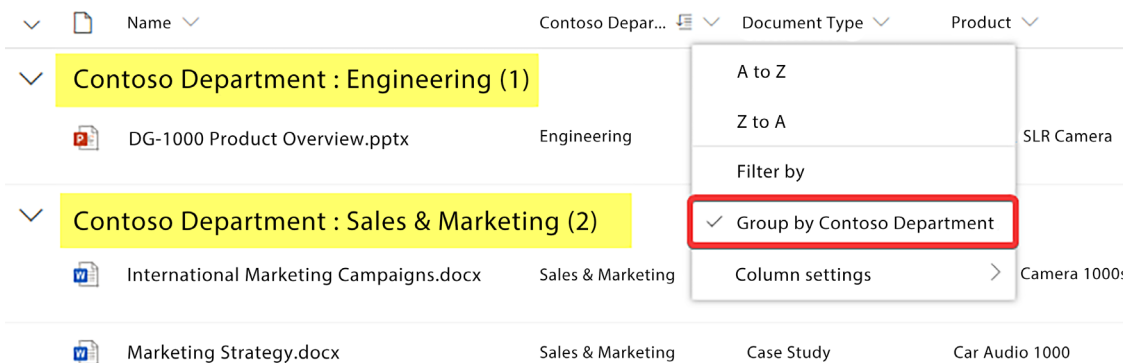 Name Contoso Depar... Document Type Product
A to Z
Contoso Department : Engineering (1)
Z to A
DG-1000 Product Overview.pptx Engineering SLR Camera
Filter by
Contoso Department : Sales & Marketing (2)
Group by Contoso Department
International Marketing Campaigns.docx Sales & Marketing Camera 1000s
Column settings
Marketing Strategy.docx Sales & Marketing Case Study Car Audio 1000